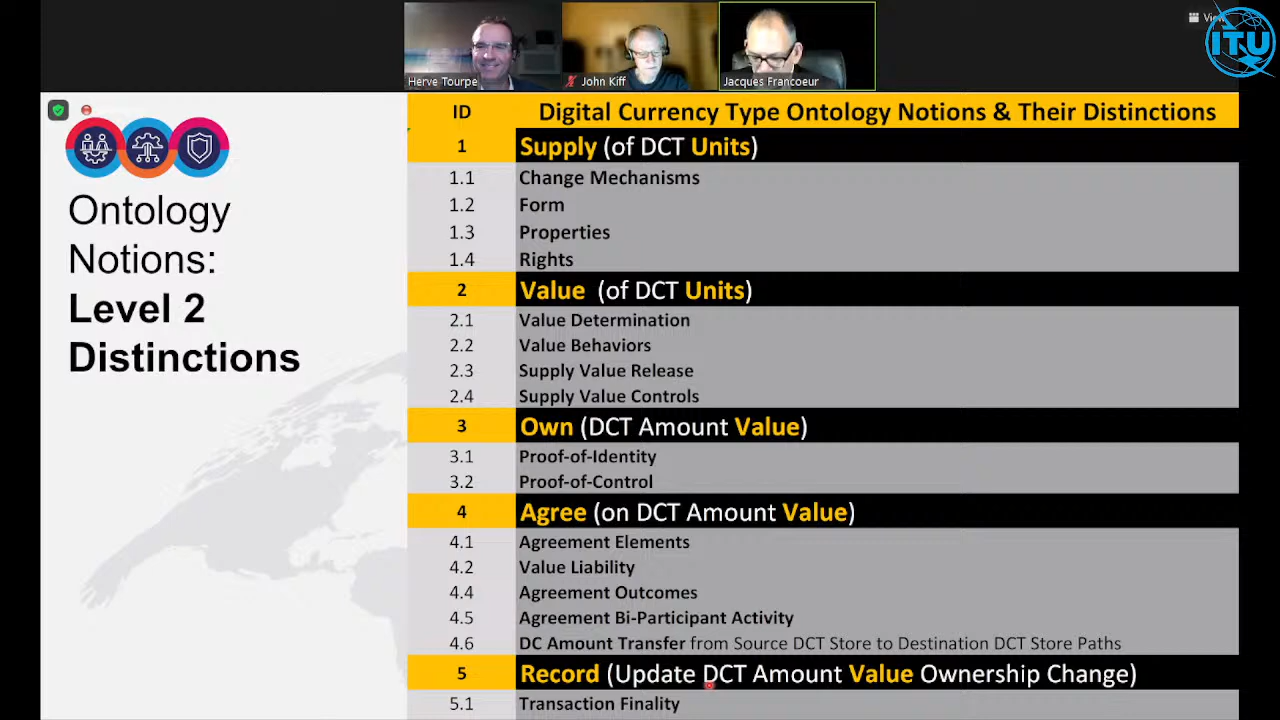 Herve Tourpe
John Kiff
Jacques Francoeur
View
ITU
Ontology
Notions:
Level 2
Distinctions
ID Digital Currency Type Ontology Notions & Their Distinctions
1 Supply (of DCT Units)
1.1 Change Mechanisms
1.2 Form
1.3 Properties
1.4 Rights
2 Value (of DCT Units)
2.1 Value Determination
2.2 Value Behaviors
2.3 Supply Value Release
2.4 Supply Value Controls
3 Own (DCT Amount Value)
3.1 Proof-of-Identity
3.2 Proof-of-Control
4 Agree (on DCT Amount Value)
4.1 Agreement Elements
4.2 Value Liability
4.4 Agreement Outcomes
4.5 Agreement Bi-Participant Activity
4.6 DC Amount Transfer from Source DCT Store to Destination DCT Store Paths
5 Record (Update DCT Amount Value Ownership Change)
5.1 Transaction Finality